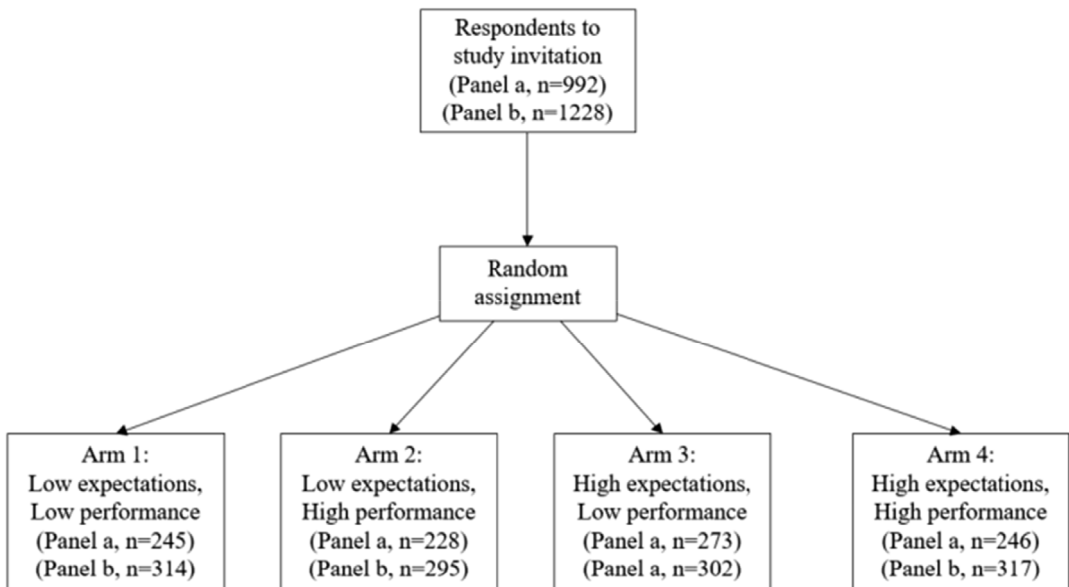 Respondents to
study invitation
(Panel a, n=992)
(Panel b, n=1228)
Random
assignment
Arm 1:
Low expectations,
Low performance
(Panel a, n=245)
(Panel b, n=314)
Arm 2:
Low expectations,
High performance
(Panel a, n=228)
(Panel b, n=295)
Arm 3:
High expectations,
Low performance
(Panel a, n=273)
(Panel a, n=302)
Arm 4:
High expectations,
High performance
(Panel a, n=246)
(Panel b, n=317)